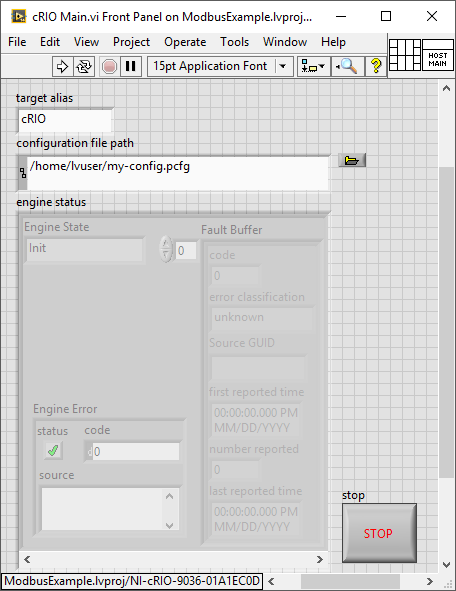 cRIO Main.vi Front Panel on ModbusExample.lvproj...
File Edit View Project Operate Tools Window Help
15pt Application Font
HOST
MAIN
target alias
cRIO
configuration file path
/home/lvuser/my-config.pcfg
engine status
Engine State
Init
0
Fault Buffer
code
0
error classification
unknown
Source GUID
first reported time
00:00:00.000 PM
MM/DD/YYYY
number reported
0
last reported time
00:00:00.000 PM
MM/DD/YYYY
Engine Error
status code
0
source
stop
STOP
ModbusExample.lvproj/NI-cRIO-9036-01A1EC0D